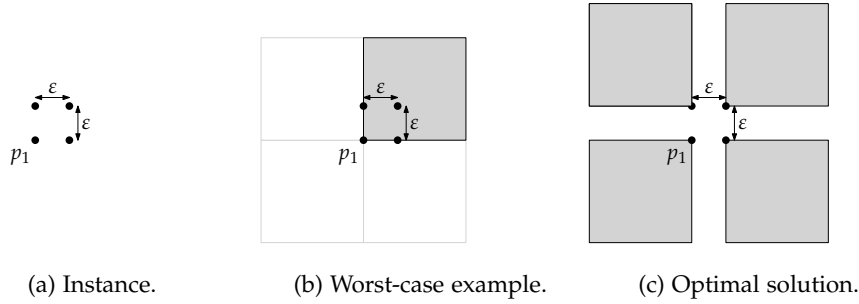 ε
ε
p₁
ε
ε
p₁
ε
ε
p₁
(a) Instance.
(b) Worst-case example.
(c) Optimal solution.